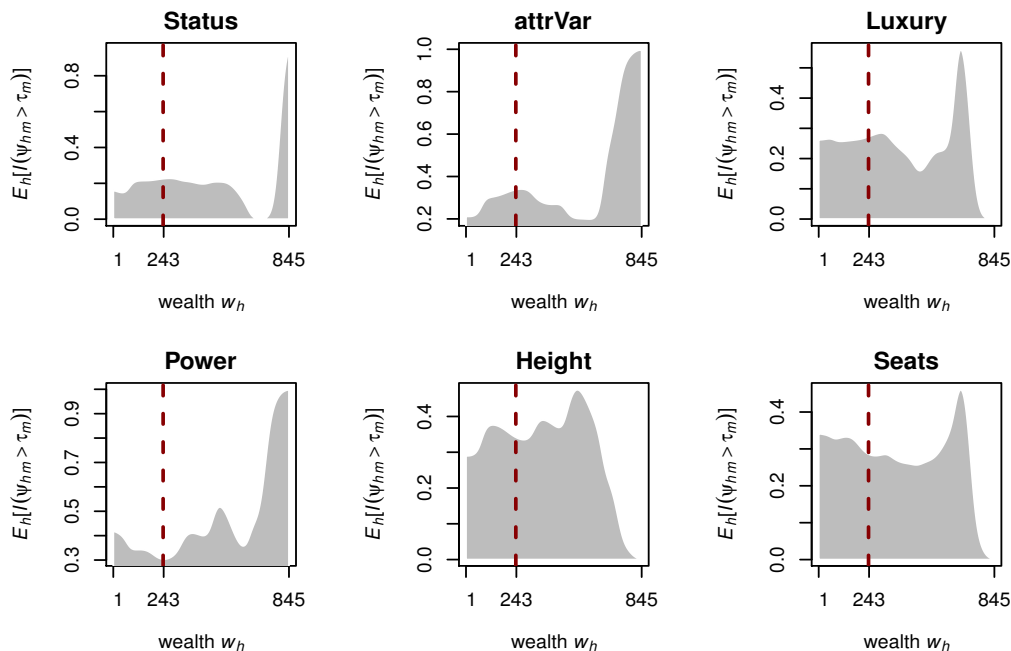 Status
attrVar
Luxury
E_h[I(ψ_hm > τ_m)]
0.0 0.4 0.8
1 243 845
wealth w_h
E_h[I(ψ_hm > τ_m)]
0.2 0.4 0.6 0.8 1.0
1 243 845
wealth w_h
E_h[I(ψ_hm > τ_m)]
0.0 0.2 0.4
1 243 845
wealth w_h
Power
Height
Seats
E_h[I(ψ_hm > τ_m)]
0.3 0.5 0.7 0.9
1 243 845
wealth w_h
E_h[I(ψ_hm > τ_m)]
0.0 0.2 0.4
1 243 845
wealth w_h
E_h[I(ψ_hm > τ_m)]
0.0 0.2 0.4
1 243 845
wealth w_h